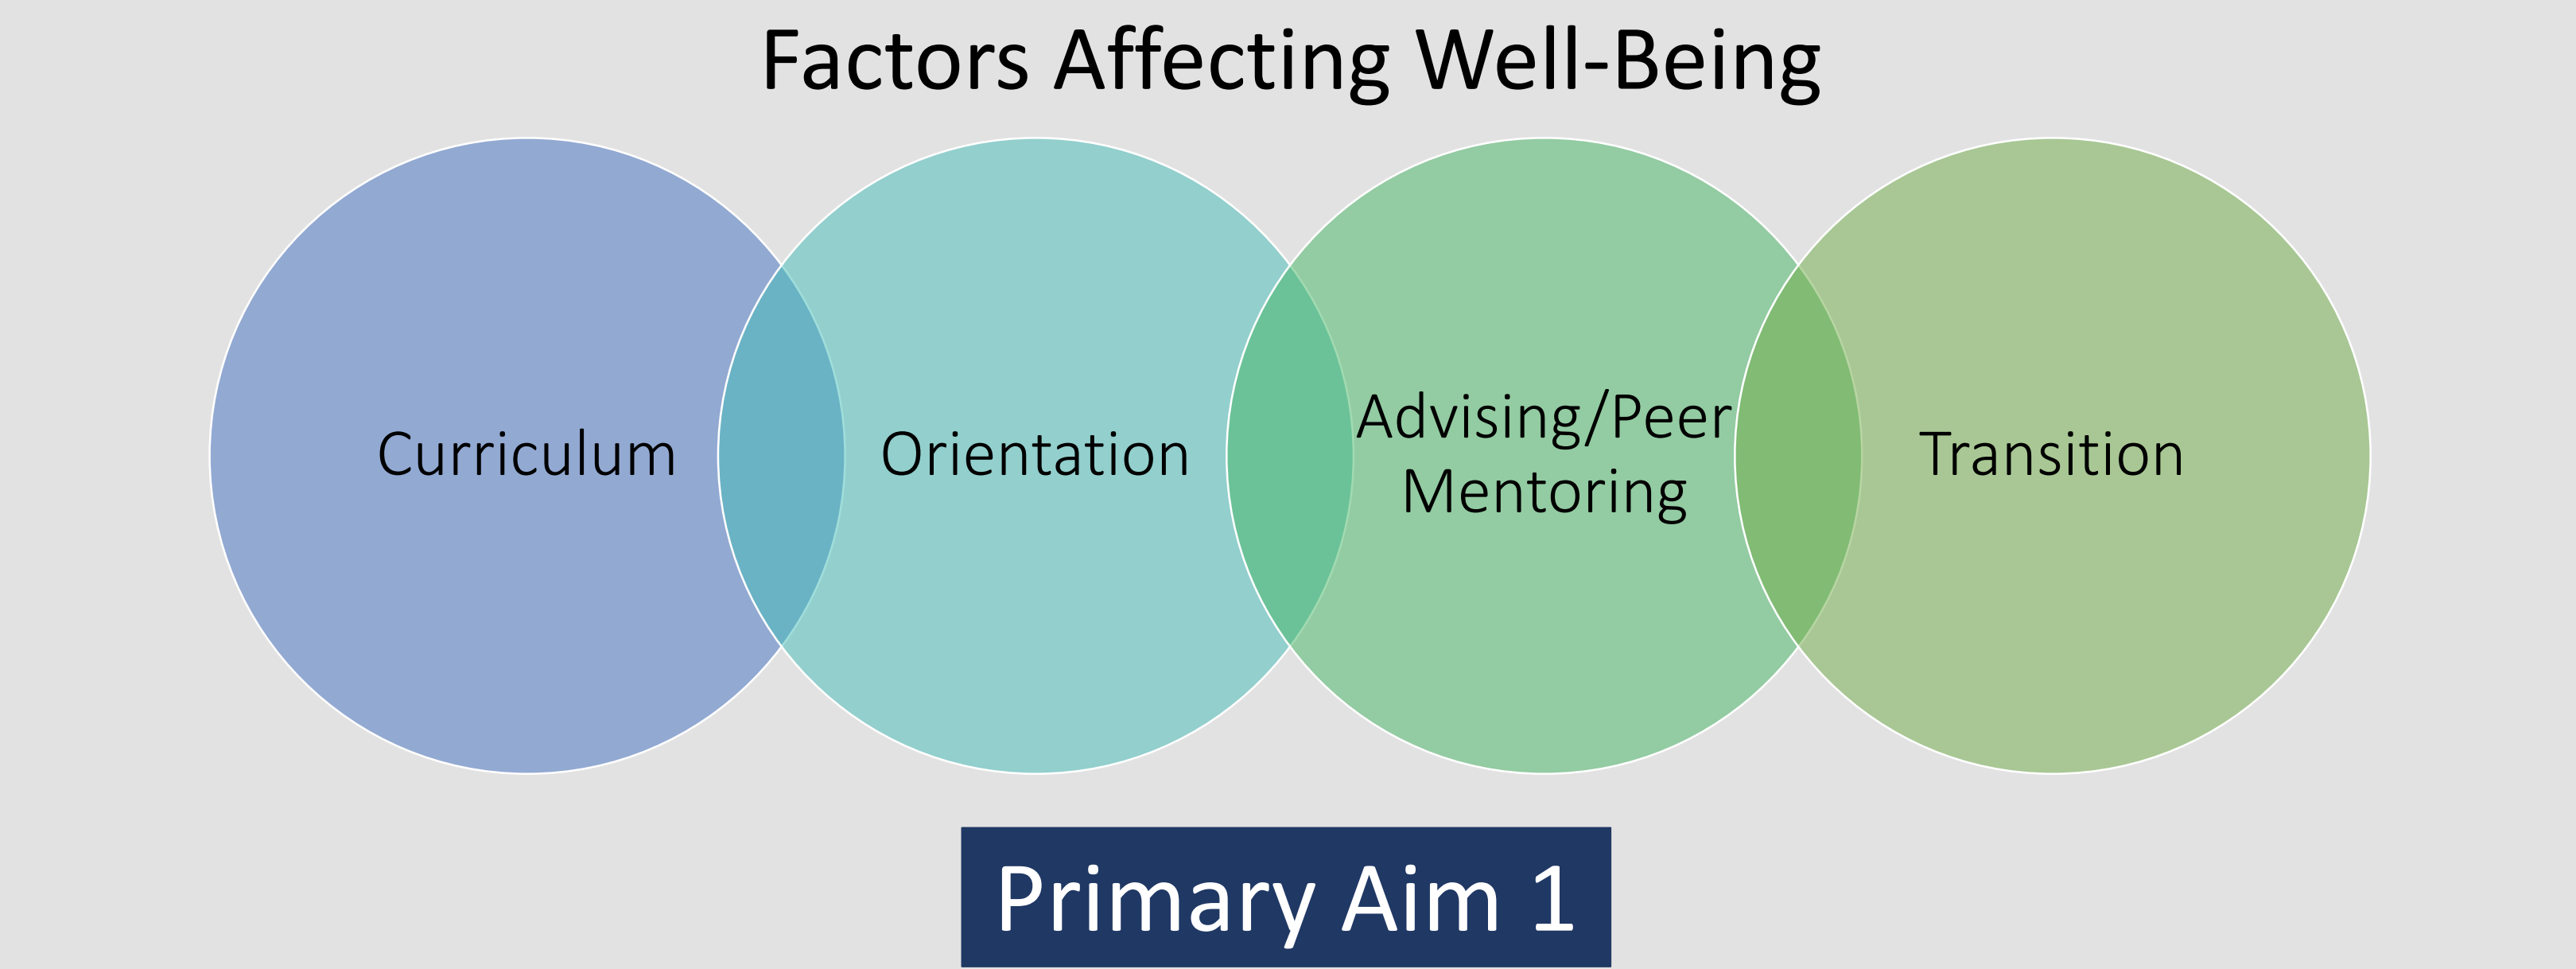 Factors Affecting Well-Being
Curriculum
Orientation
Advising/Peer
Mentoring
Transition
Primary Aim 1